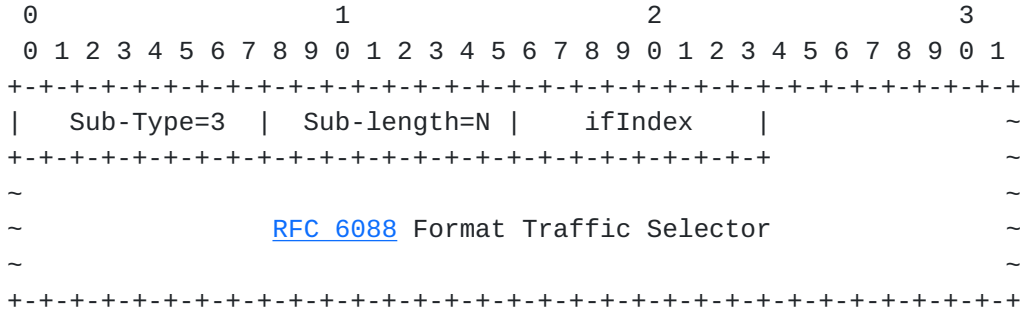 0                   1                   2                   3
 0 1 2 3 4 5 6 7 8 9 0 1 2 3 4 5 6 7 8 9 0 1 2 3 4 5 6 7 8 9 0 1
+-+-+-+-+-+-+-+-+-+-+-+-+-+-+-+-+-+-+-+-+-+-+-+-+-+-+-+-+-+-+-+-+
|   Sub-Type=3  |  Sub-length=N |    ifIndex    |               ~
+-+-+-+-+-+-+-+-+-+-+-+-+-+-+-+-+-+-+-+-+-+-+-+-+               ~
~                                                               ~
~                RFC 6088 Format Traffic Selector               ~
~                                                               ~
+-+-+-+-+-+-+-+-+-+-+-+-+-+-+-+-+-+-+-+-+-+-+-+-+-+-+-+-+-+-+-+-+